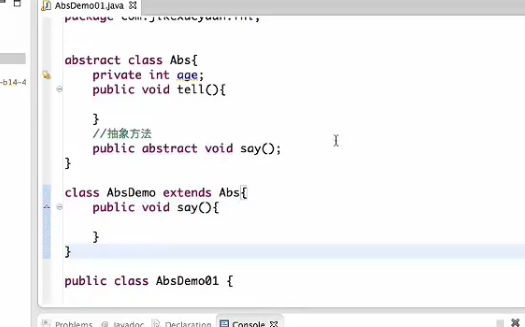 AbsDemo01.java
package com.jikexueyuan.fhf;
-b14-4
abstract class Abs{
private int age;
public void tell(){
}
//抽象方法
public abstract void say();
}
class AbsDemo extends Abs{
public void say(){
}
}
public class AbsDemo01 {
Problems @ Javadoc Declaration Console